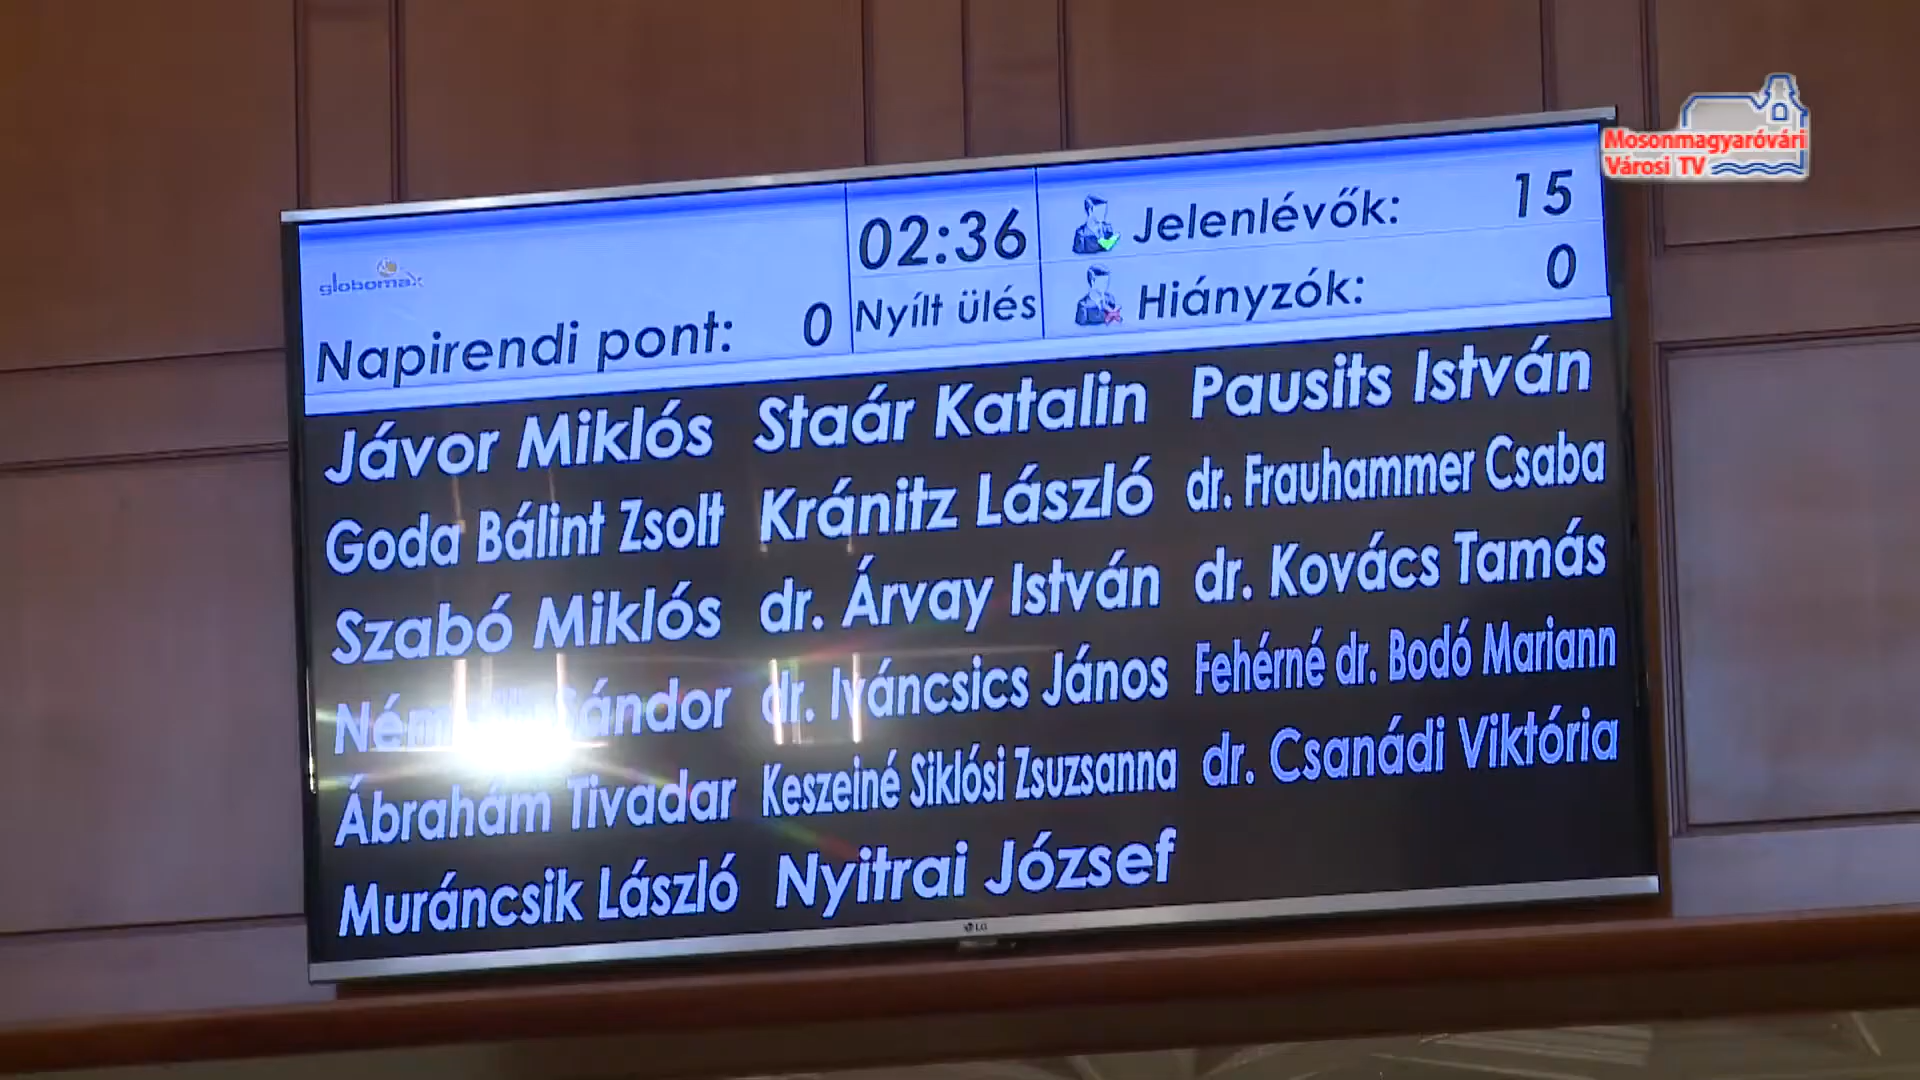 Mosonmagyaróvári
Városi TV
globomax
Napirendi pont: 0
02:36
Nyílt ülés
Jelenlévők: 15
Hiányzók: 0
Jávor Miklós Staár Katalin Pausits István
Goda Bálint Zsolt Kránitz László dr. Frauhammer Csaba
Szabó Miklós dr. Árvay István dr. Kovács Tamás
Sándor dr. Iváncsics János Fehérné dr. Bodó Mariann
Ábrahám Tivadar Keszeiné Siklósi Zsuzsanna dr. Csanádi Viktória
Muráncsik László Nyitrai József
LG